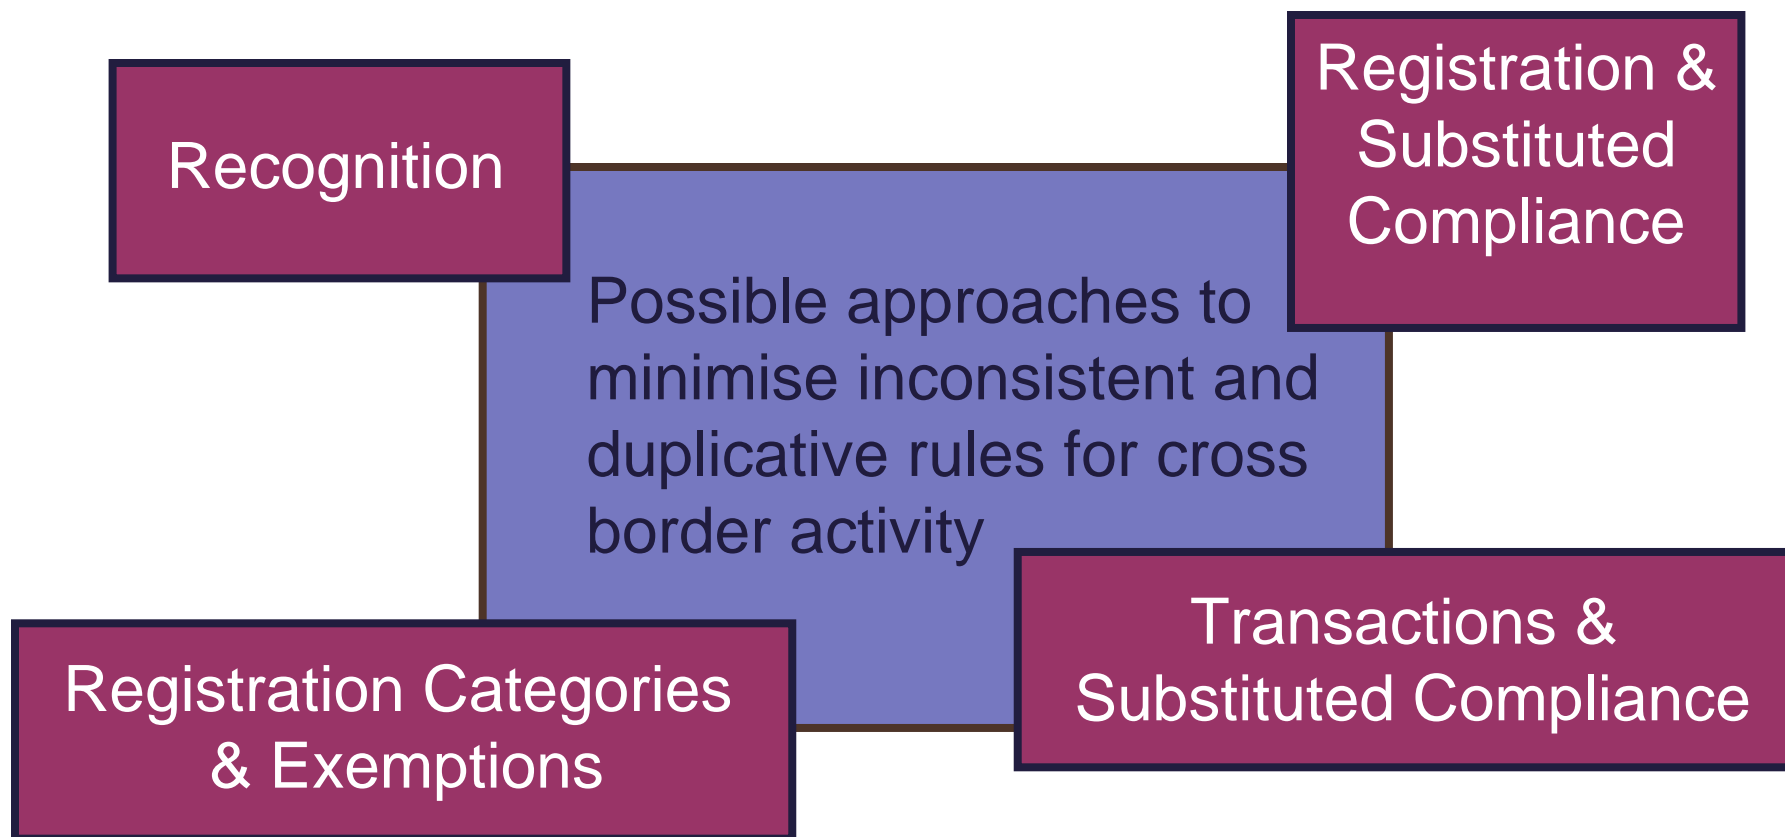 Recognition
Registration &
Substituted
Compliance
Possible approaches to
minimise inconsistent and
duplicative rules for cross
border activity
Registration Categories
& Exemptions
Transactions &
Substituted Compliance